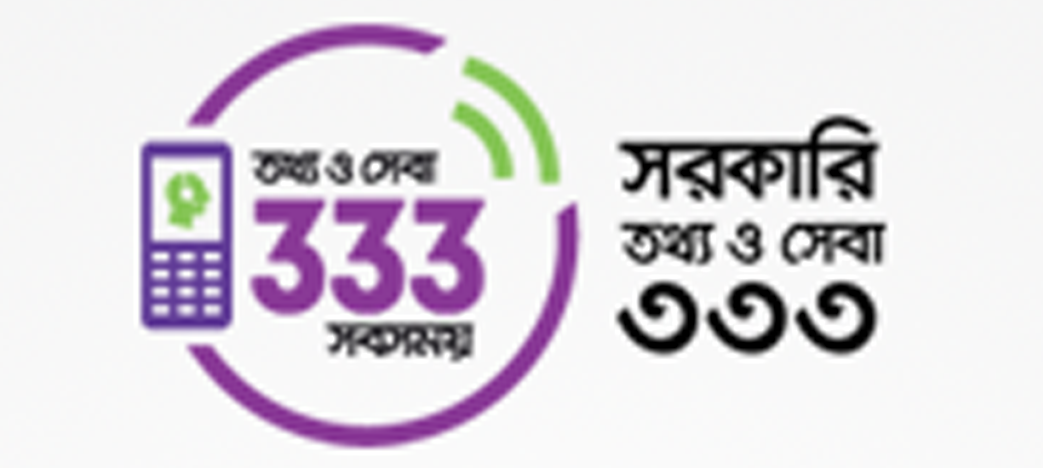 তথ্য ও সেবা
333
সবসময়
সরকারি
তথ্য ও সেবা
৩৩৩